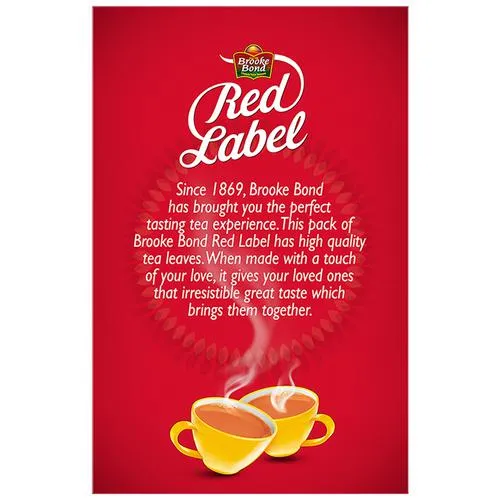 Brooke
Bond
Red
Label
Since 1869, Brooke Bond
has brought you the perfect
tasting tea experience. This pack of
Brooke Bond Red Label has high quality
tea leaves. When made with a touch
of your love, it gives your loved ones
that irresistible great taste which
brings them together.